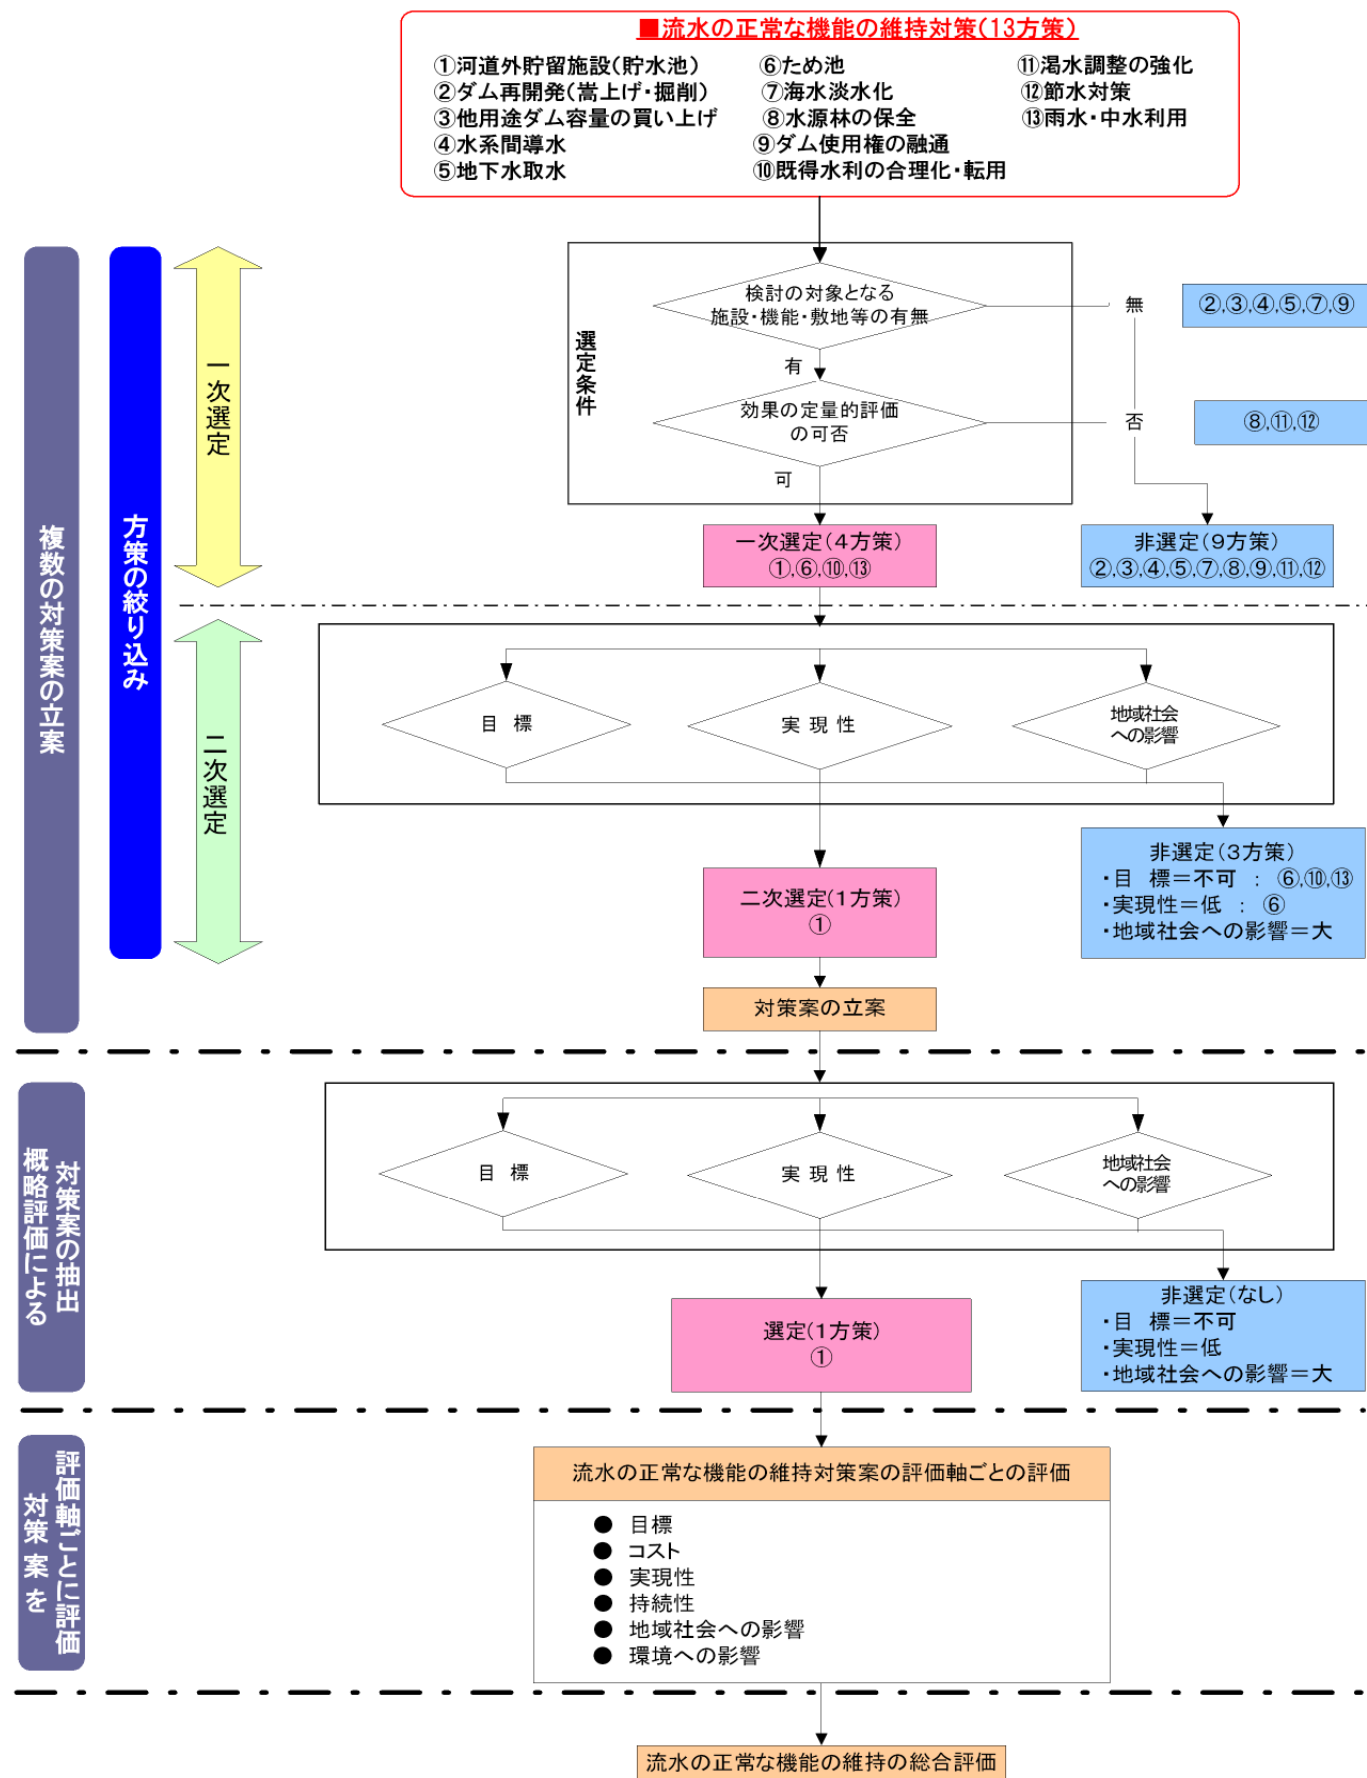 ■流水の正常な機能の維持対策(13方策)
①河道外貯留施設(貯水池)
②ダム再開発(嵩上げ・掘削)
③他用途ダム容量の買い上げ
④水系間導水
⑤地下水取水
⑥ため池
⑦海水淡水化
⑧水源林の保全
⑨ダム使用権の融通
⑩既得水利の合理化・転用
⑪渇水調整の強化
⑫節水対策
⑬雨水・中水利用
複数の対策案の立案
方策の絞り込み
一次選定
選定条件
検討の対象となる
施設・機能・敷地等の有無
無
②,③,④,⑤,⑦,⑨
有
効果の定量的評価
の可否
否
⑧,⑪,⑫
可
一次選定(4方策)
①,⑥,⑩,⑬
非選定(9方策)
②,③,④,⑤,⑦,⑧,⑨,⑪,⑫
二次選定
目 標
実 現 性
地域社会
への影響
非選定(3方策)
・目 標=不可 : ⑥,⑩,⑬
・実現性=低 : ⑥
・地域社会への影響=大
二次選定(1方策)
①
対策案の立案
概略評価による
対策案の抽出
目 標
実 現 性
地域社会
への影響
選定(1方策)
①
非選定(なし)
・目 標=不可
・実現性=低
・地域社会への影響=大
対策案を
評価軸ごとに評価
流水の正常な機能の維持対策案の評価軸ごとの評価
● 目標
● コスト
● 実現性
● 持続性
● 地域社会への影響
● 環境への影響
流水の正常な機能の維持の総合評価